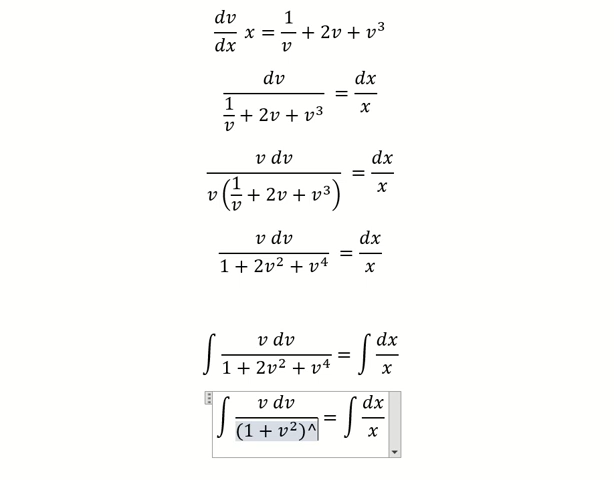 dv/dx x = 1/v + 2v + v³
dv/(1/v + 2v + v³) = dx/x
v dv/(v(1/v + 2v + v³)) = dx/x
v dv/(1 + 2v² + v⁴) = dx/x
∫ v dv/(1 + 2v² + v⁴) = ∫ dx/x
∫ v dv/((1 + v²)^) = ∫ dx/x